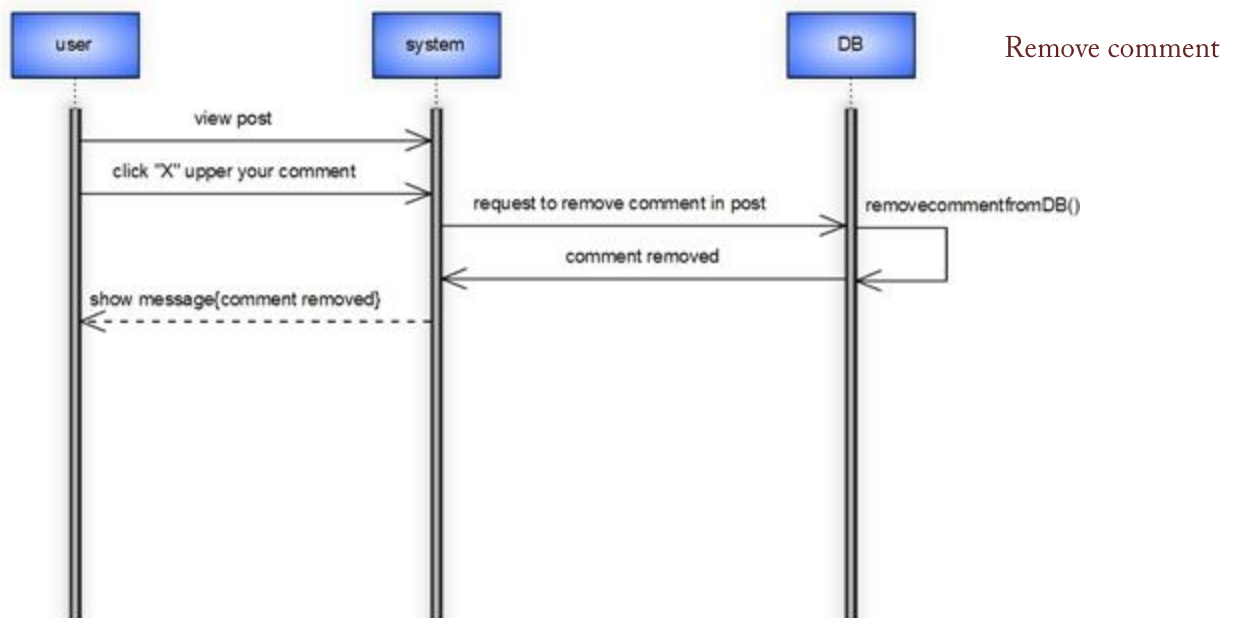 user
system
DB
Remove comment
view post
click "X" upper your comment
request to remove comment in post
removecommentfromDB()
comment removed
show message{comment removed}